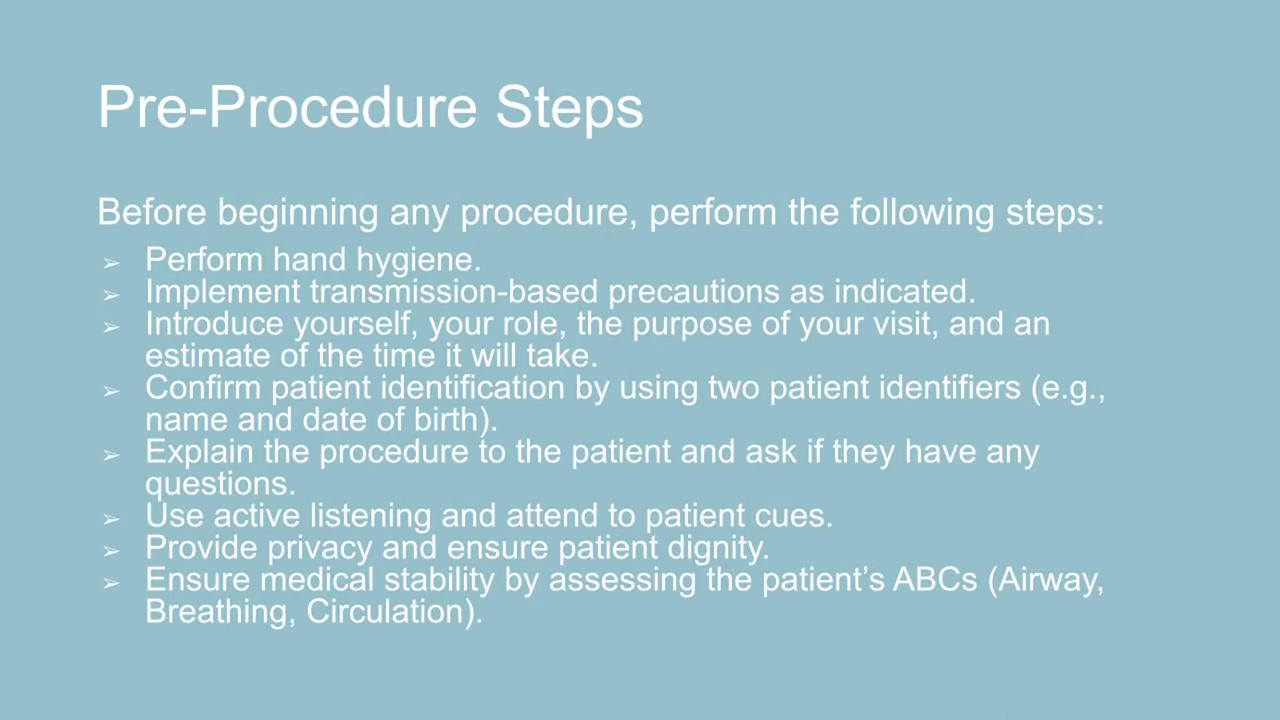 Pre-Procedure Steps
Before beginning any procedure, perform the following steps:
➢ Perform hand hygiene.
➢ Implement transmission-based precautions as indicated.
➢ Introduce yourself, your role, the purpose of your visit, and an
estimate of the time it will take.
➢ Confirm patient identification by using two patient identifiers (e.g.,
name and date of birth).
➢ Explain the procedure to the patient and ask if they have any
questions.
➢ Use active listening and attend to patient cues.
➢ Provide privacy and ensure patient dignity.
➢ Ensure medical stability by assessing the patient’s ABCs (Airway,
Breathing, Circulation).